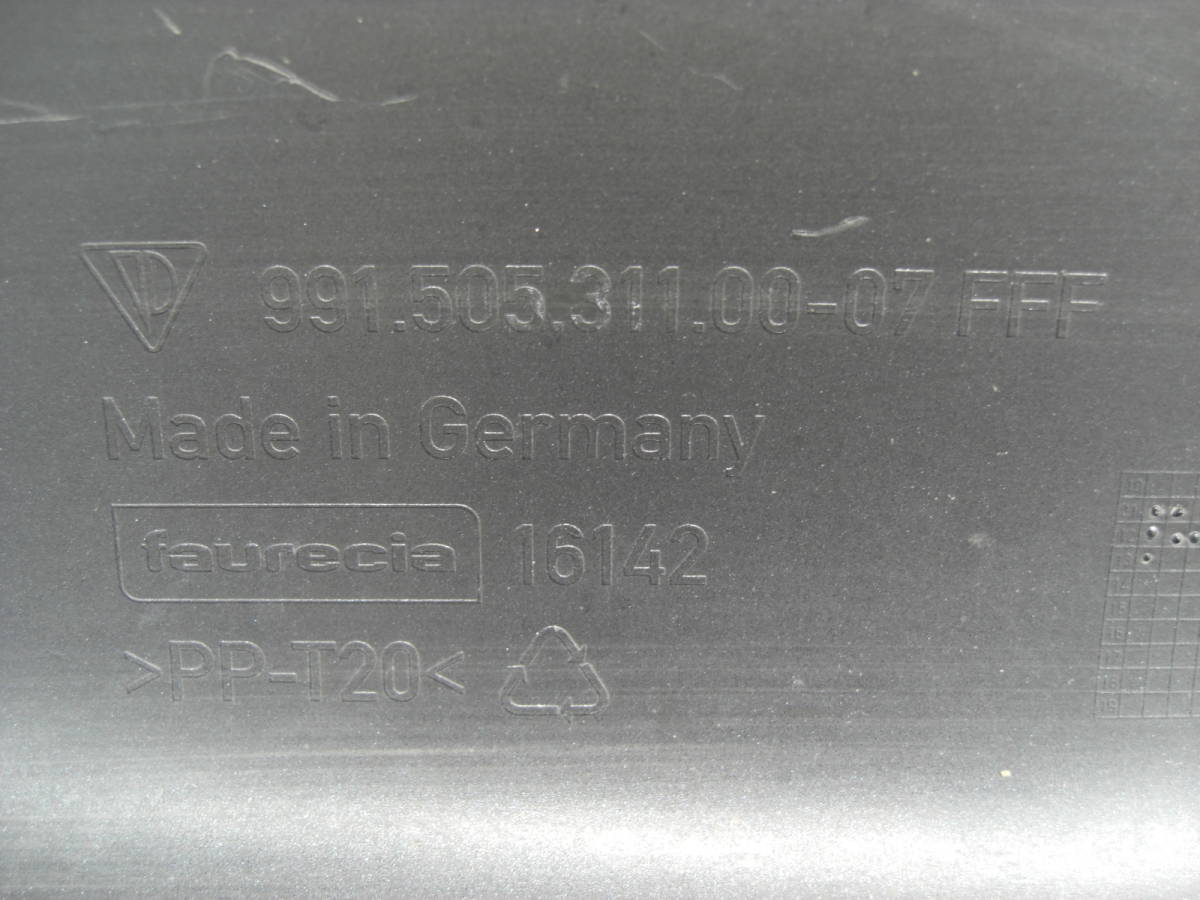 991.505.311.00-07 FFF
Made in Germany
faurecia 16142
>PP-T20<